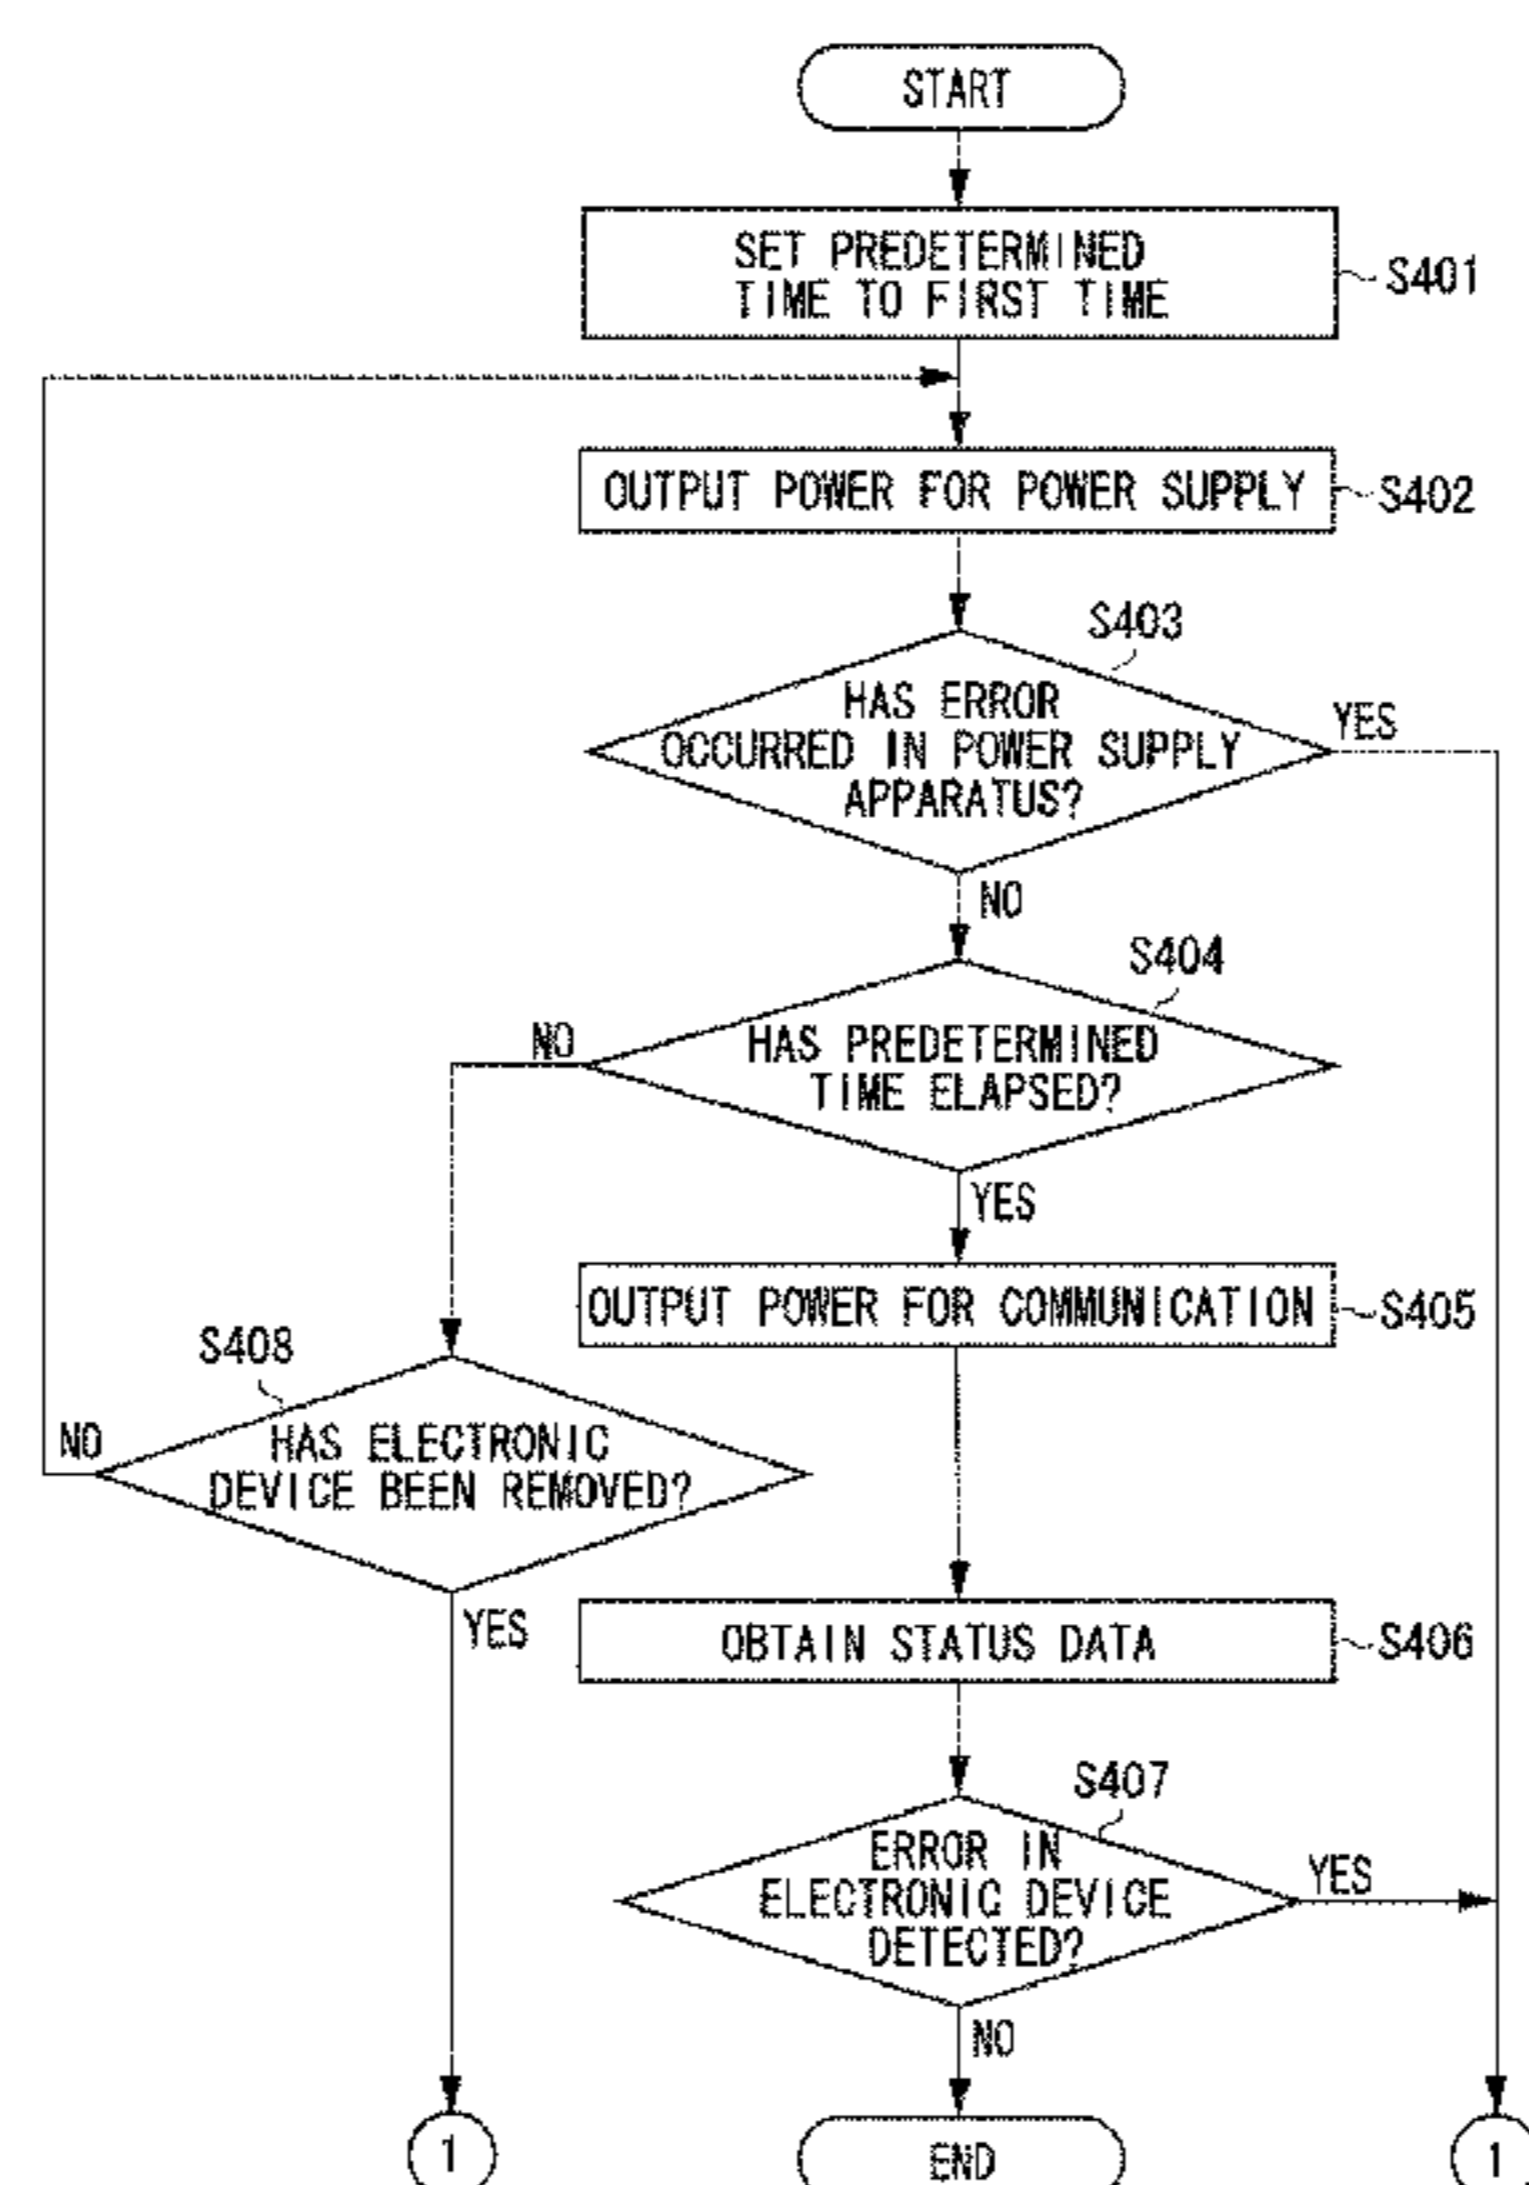 START
SET PREDETERMINED
TIME TO FIRST TIME
S401
OUTPUT POWER FOR POWER SUPPLY
S402
S403
HAS ERROR
OCCURRED IN POWER SUPPLY
APPARATUS?
YES
NO
S404
NO
HAS PREDETERMINED
TIME ELAPSED?
YES
OUTPUT POWER FOR COMMUNICATION
S405
S408
NO
HAS ELECTRONIC
DEVICE BEEN REMOVED?
YES
OBTAIN STATUS DATA
S406
S407
ERROR IN
ELECTRONIC DEVICE
DETECTED?
YES
NO
1
END
1